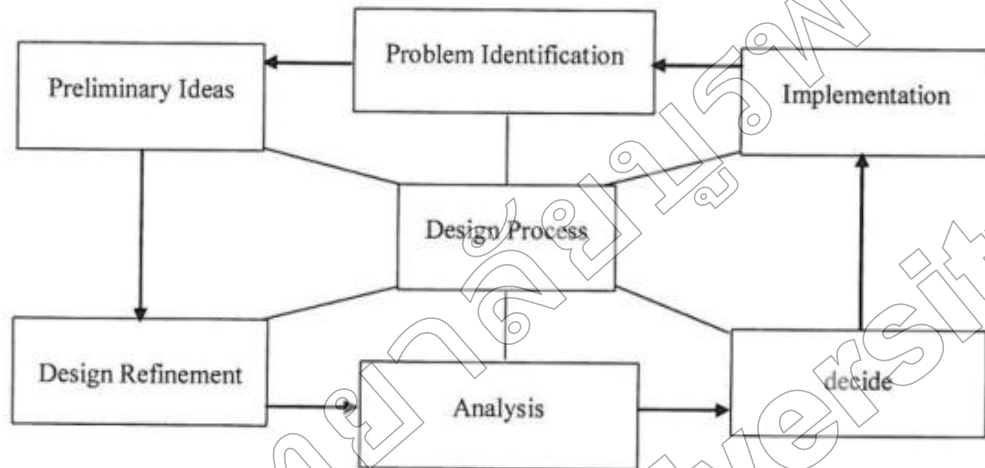 Problem Identification
Preliminary Ideas
Implementation
Design Process
Design Refinement
Analysis
decide